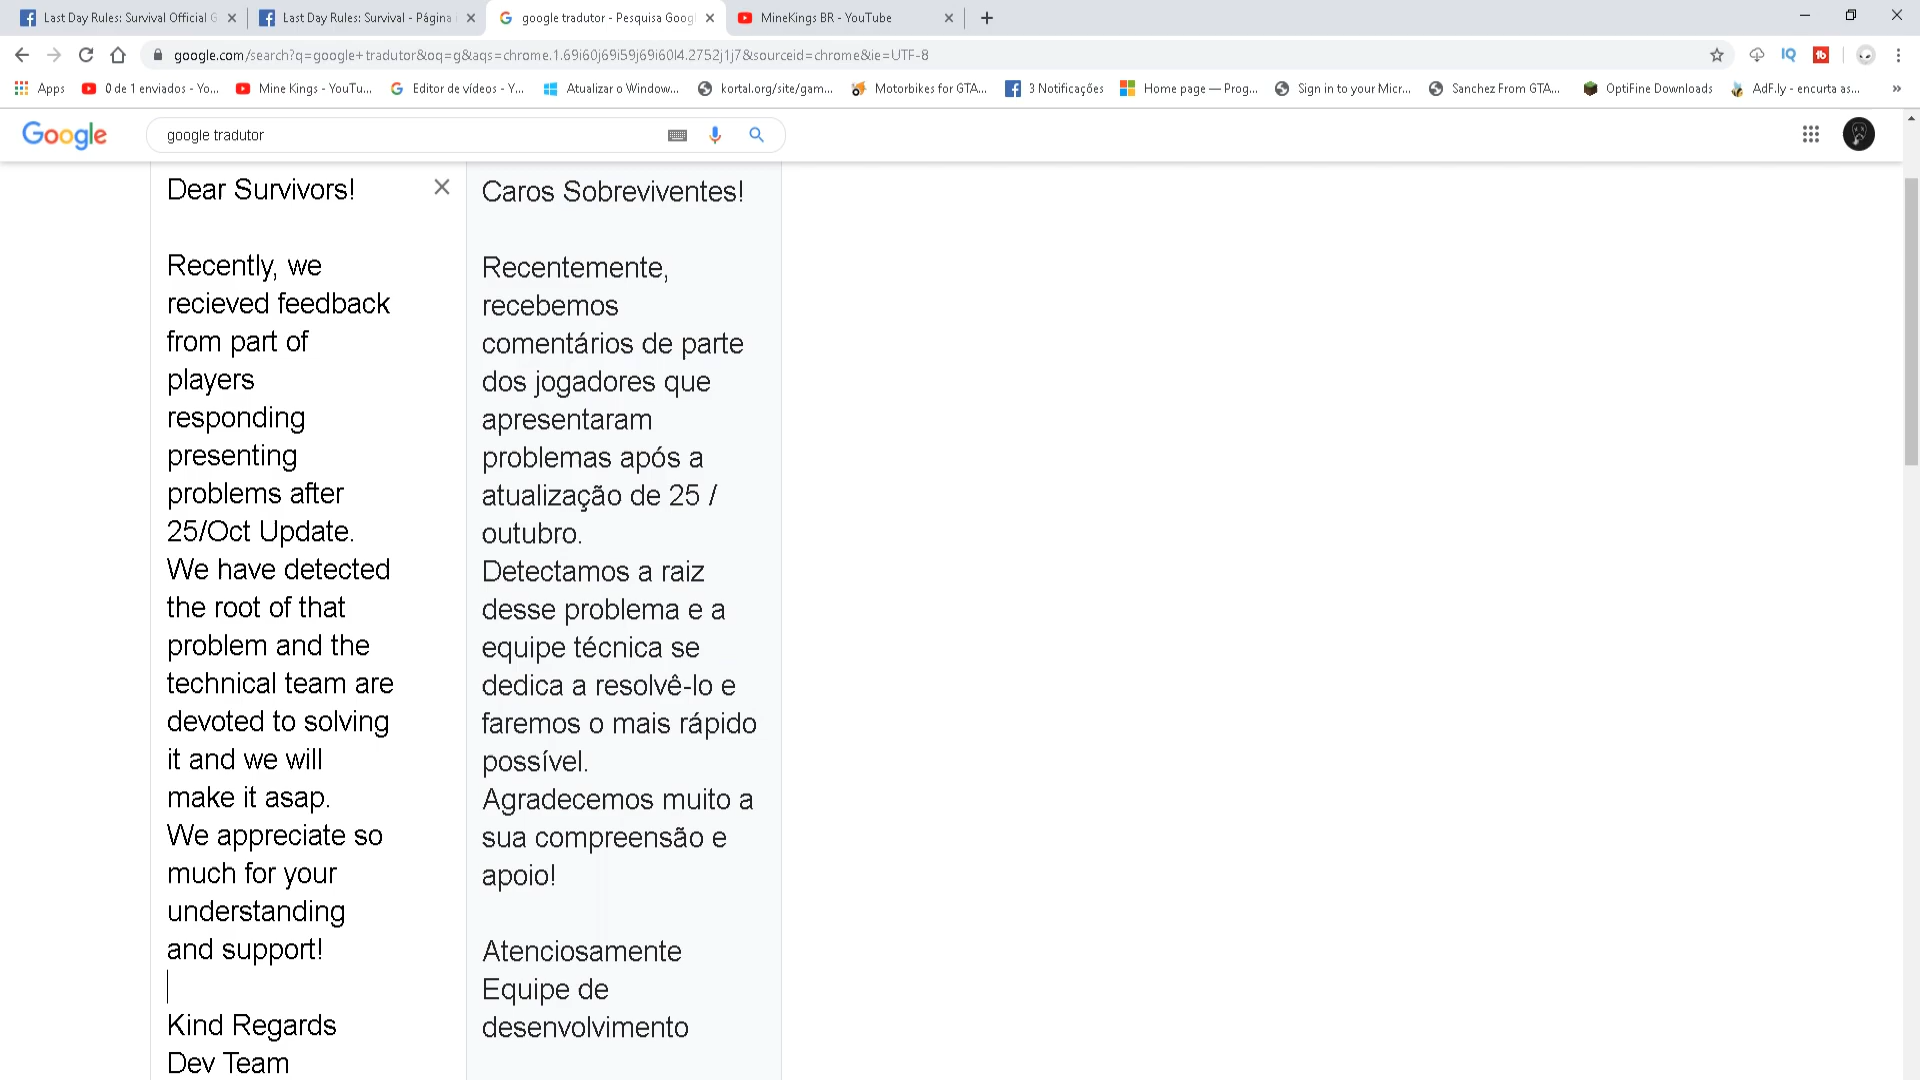 Last Day Rules: Survival Official G
Last Day Rules: Survival - Página
google tradutor - Pesquisa Goog
MineKings BR - YouTube
google.com/search?q=google+tradutor&oq=g&aqs=chrome.1.69i60j69i59j69i60l4.2752j1j7&sourceid=chrome&ie=UTF-8
IQ
Apps
0 de 1 enviados - Yo...
Mine Kings - YouTu...
Editor de vídeos - Y...
Atualizar o Window...
kortal.org/site/gam...
Motorbikes for GTA...
3 Notificações
Home page — Prog...
Sign in to your Micr...
Sanchez From GTA...
OptiFine Downloads
AdF.ly - encurta as...
»
Google
google tradutor
Dear Survivors!
Recently, we
recieved feedback
from part of
players
responding
presenting
problems after
25/Oct Update.
We have detected
the root of that
problem and the
technical team are
devoted to solving
it and we will
make it asap.
We appreciate so
much for your
understanding
and support!
Kind Regards
Dev Team
Caros Sobreviventes!
Recentemente,
recebemos
comentários de parte
dos jogadores que
apresentaram
problemas após a
atualização de 25 /
outubro.
Detectamos a raiz
desse problema e a
equipe técnica se
dedica a resolvê-lo e
faremos o mais rápido
possível.
Agradecemos muito a
sua compreensão e
apoio!
Atenciosamente
Equipe de
desenvolvimento